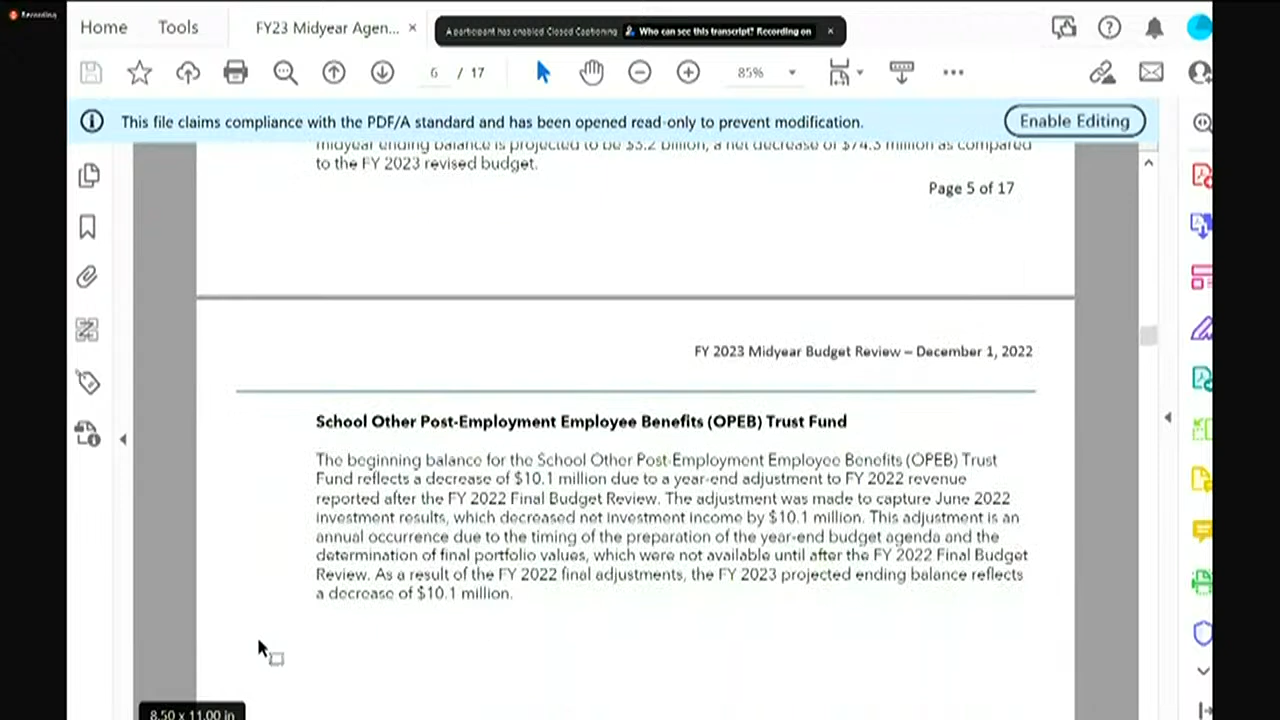 Recording
Home
Tools
FY23 Midyear Agen... ×
A participant has enabled Closed Captioning Who can see this transcript? Recording on ×
6 / 17
85%
This file claims compliance with the PDF/A standard and has been opened read-only to prevent modification.
Enable Editing
midyear ending balance is projected to be $3.2 billion, a net decrease of $74.3 million as compared
to the FY 2023 revised budget.
Page 5 of 17
FY 2023 Midyear Budget Review – December 1, 2022
School Other Post-Employment Employee Benefits (OPEB) Trust Fund
The beginning balance for the School Other Post-Employment Employee Benefits (OPEB) Trust
Fund reflects a decrease of $10.1 million due to a year-end adjustment to FY 2022 revenue
reported after the FY 2022 Final Budget Review. The adjustment was made to capture June 2022
investment results, which decreased net investment income by $10.1 million. This adjustment is an
annual occurrence due to the timing of the preparation of the year-end budget agenda and the
determination of final portfolio values, which were not available until after the FY 2022 Final Budget
Review. As a result of the FY 2022 final adjustments, the FY 2023 projected ending balance reflects
a decrease of $10.1 million.
8.50 x 11.00 in